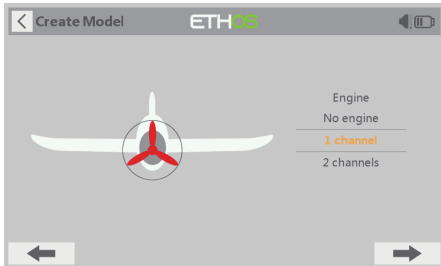 Create Model
ETHOS
Engine
No engine
1 channel
2 channels